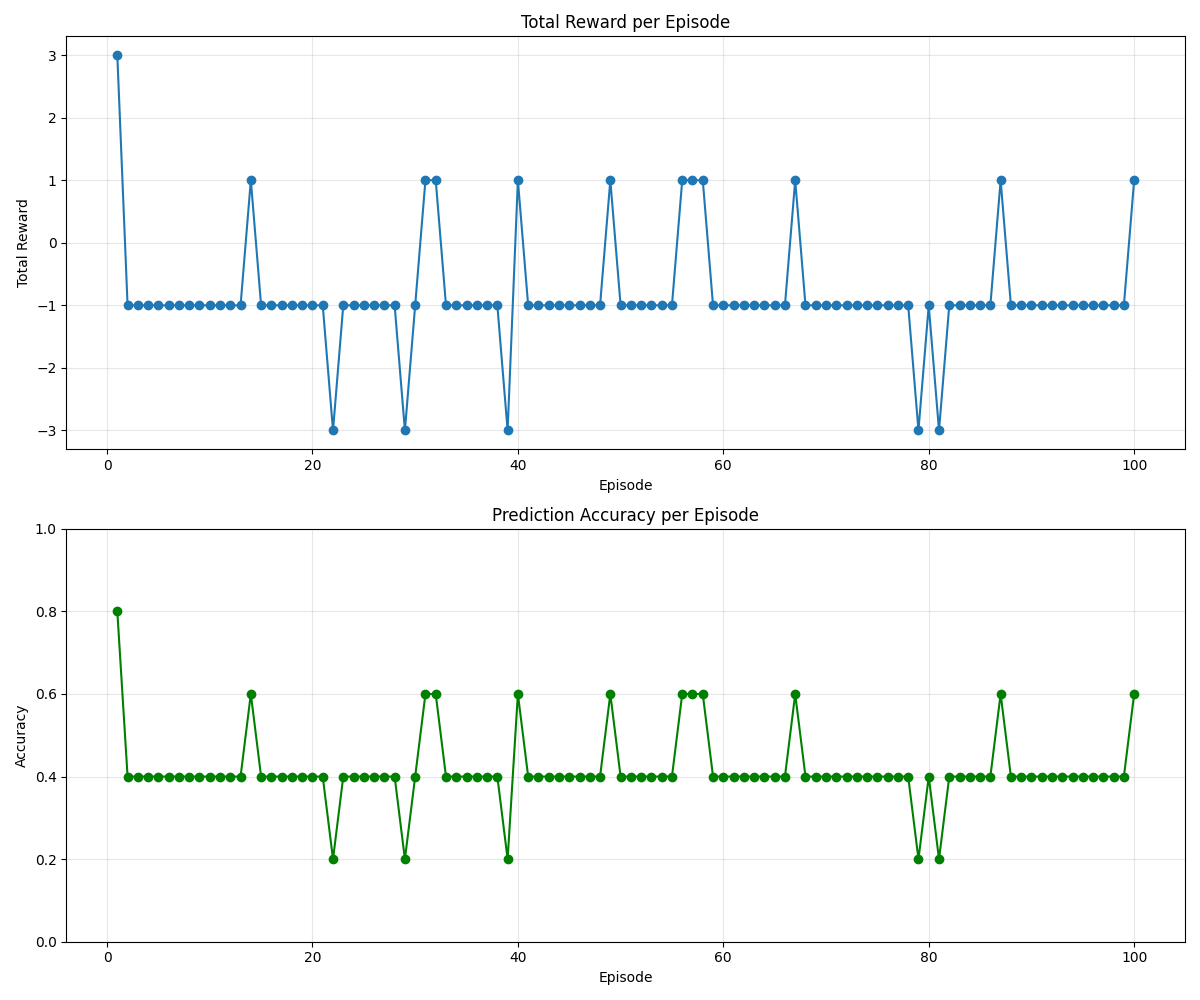 Total Reward per Episode
3
2
1
0
−1
−2
−3
Total Reward
0 20 40 60 80 100
Episode
Prediction Accuracy per Episode
1.0
0.8
0.6
0.4
0.2
0.0
Accuracy
0 20 40 60 80 100
Episode